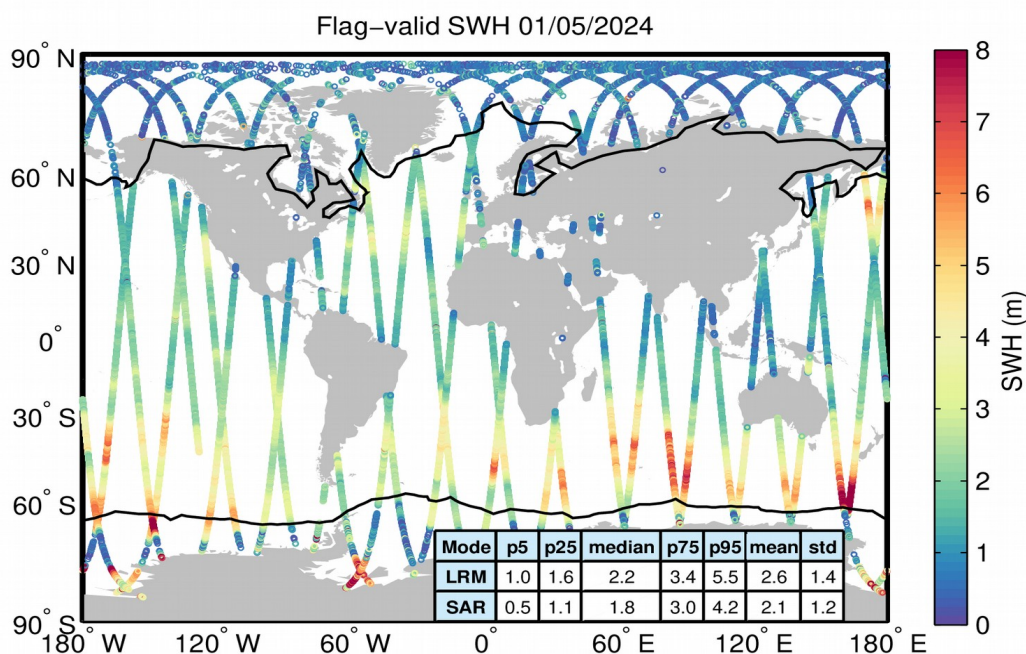 Flag−valid SWH 01/05/2024
90° N
60° N
30° N
0°
30° S
60° S
90° S
180° W
120° W
60° W
0°
60° E
120° E
180° E
8
7
6
5
4
3
2
1
0
SWH (m)
Mode p5 p25 median p75 p95 mean std
LRM 1.0 1.6 2.2 3.4 5.5 2.6 1.4
SAR 0.5 1.1 1.8 3.0 4.2 2.1 1.2